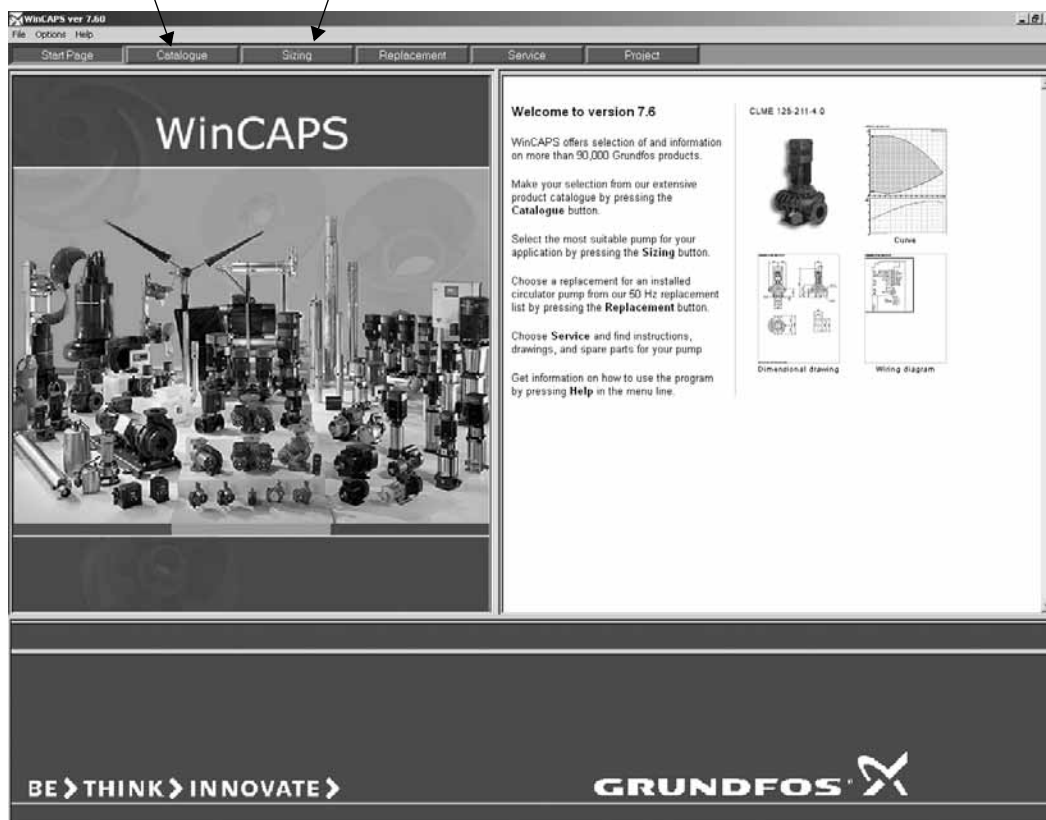 WinCAPS ver 7.60
File Options Help
Start Page Catalogue Sizing Replacement Service Project
WinCAPS
Welcome to version 7.6
WinCAPS offers selection of and information
on more than 90,000 Grundfos products.
Make your selection from our extensive
product catalogue by pressing the
Catalogue button.
Select the most suitable pump for your
application by pressing the Sizing button.
Choose a replacement for an installed
circulator pump from our 50 Hz replacement
list by pressing the Replacement button.
Choose Service and find instructions,
drawings, and spare parts for your pump
Get information on how to use the program
by pressing Help in the menu line.
CLME 125-211-4.0
Curve
Dimensional drawing
Wiring diagram
BE > THINK > INNOVATE >
GRUNDFOS